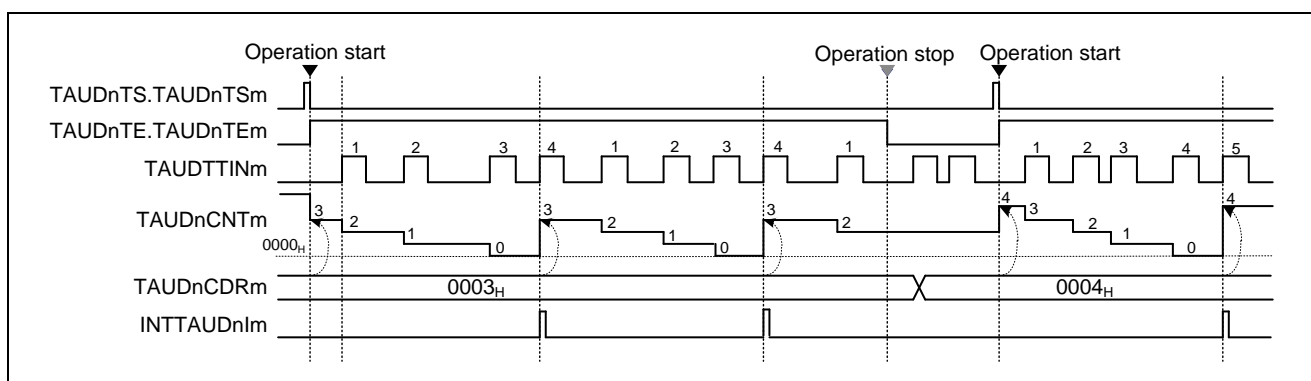 Operation start Operation stop Operation start
TAUDnTS.TAUDnTSm
TAUDnTE.TAUDnTEm
1 2 3 4 1 2 3 4 1 1 2 3 4 5
TAUDTTINm
3 2 1 0 3 2 1 0 3 2 4 3 2 1 0 4
TAUDnCNTm
0000H
TAUDnCDRm 0003H 0004H
INTTAUDnIm